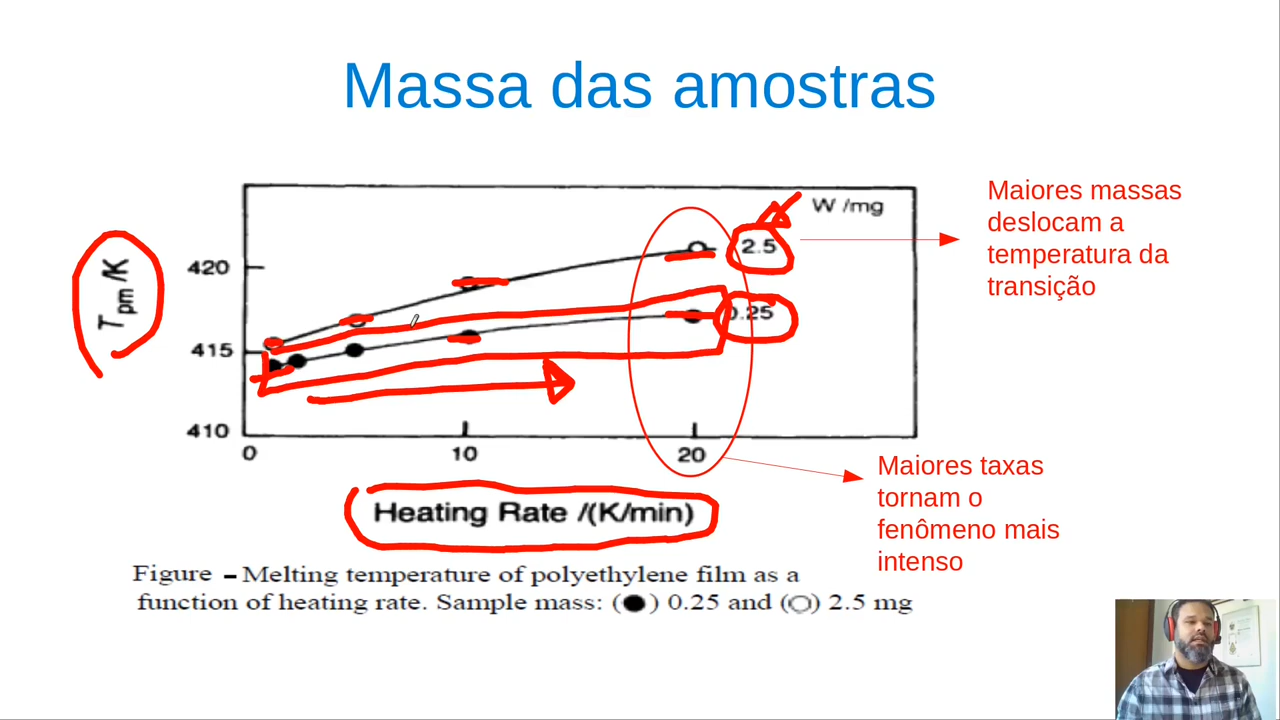 Massa das amostras
W /mg
2.5
0.25
420
415
410
0
10
20
Tpm /K
Heating Rate /(K/min)
Maiores massas
deslocam a
temperatura da
transição
Maiores taxas
tornam o
fenômeno mais
intenso
Figure – Melting temperature of polyethylene film as a
function of heating rate. Sample mass: (●) 0.25 and (○) 2.5 mg